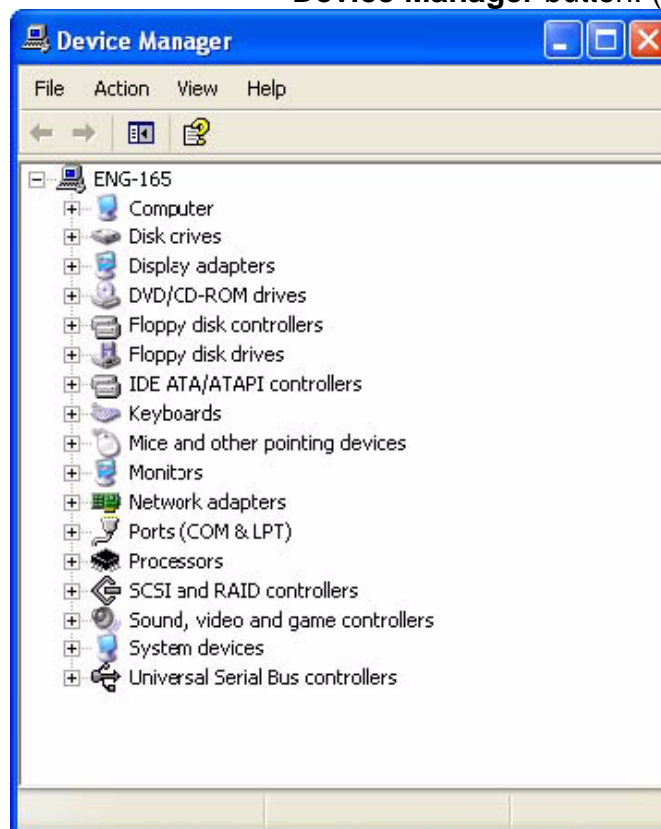 Device Manager button. (
Device Manager
File Action View Help
ENG-165
Computer
Disk crives
Display adapters
DVD/CD-ROM drives
Floppy disk controllers
Floppy disk drives
IDE ATA/ATAPI controllers
Keyboards
Mice and other pointing devices
Monitors
Network adapters
Ports (COM & LPT)
Processors
SCSI and RAID controllers
Sound, video and game controllers
System devices
Universal Serial Bus controllers